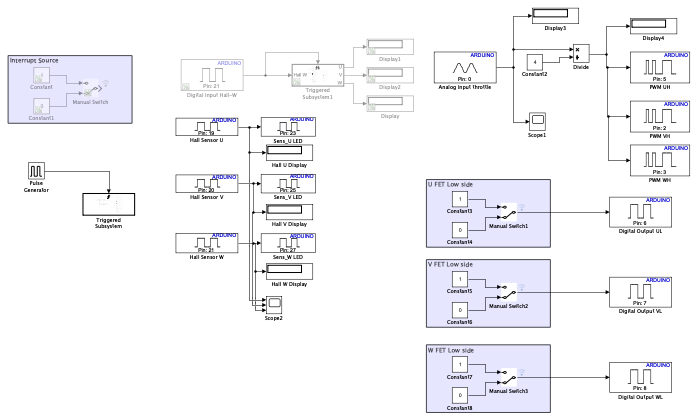 Interrupt Source
Constant
Constant1
Manual Switch
Pulse
Generator
Triggered
Subsystem
ARDUINO
Pin: 21
Digital Input Hall-W
Hall W
U
V
W
Triggered
Subsystem1
Display1
Display2
Display
ARDUINO
Pin: 19
Hall Sensor U
ARDUINO
Pin: 23
Sens_U LED
Hall U Display
ARDUINO
Pin: 20
Hall Sensor V
ARDUINO
Pin: 25
Sens_V LED
Hall V Display
ARDUINO
Pin: 21
Hall Sensor W
ARDUINO
Pin: 27
Sens_W LED
Hall W Display
Scope2
ARDUINO
Pin: 0
Analog Input Throttle
Display3
4
Constant2
Divide
Scope1
Display4
ARDUINO
Pin: 5
PWM UH
ARDUINO
Pin: 2
PWM VH
ARDUINO
Pin: 3
PWM WH
U FET Low side
1
Constant3
0
Constant4
Manual Switch1
ARDUINO
Pin: 6
Digital Output UL
V FET Low side
1
Constant5
0
Constant6
Manual Switch2
ARDUINO
Pin: 7
Digital Output VL
W FET Low side
1
Constant7
0
Constant8
Manual Switch3
ARDUINO
Pin: 8
Digital Output WL